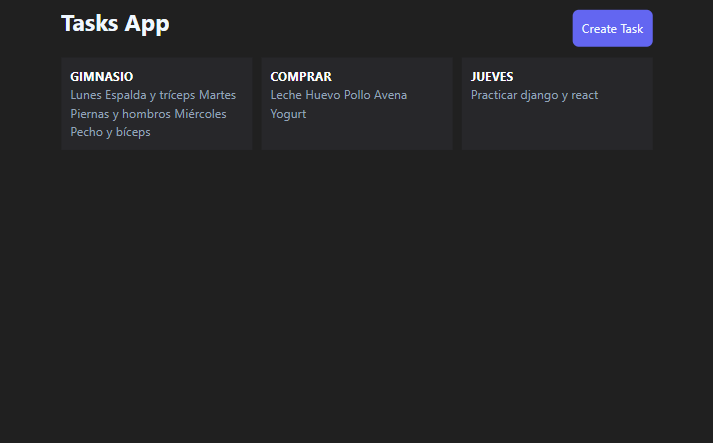 Tasks App
Create Task
GIMNASIO
Lunes Espalda y tríceps Martes
Piernas y hombros Miércoles
Pecho y bíceps
COMPRAR
Leche Huevo Pollo Avena
Yogurt
JUEVES
Practicar django y react